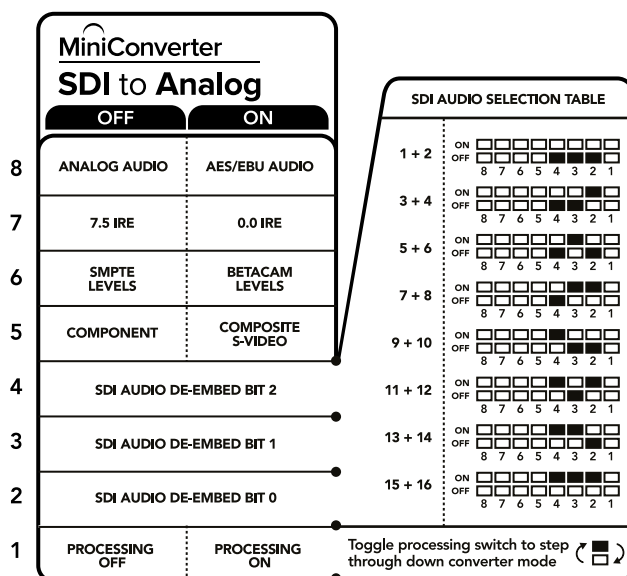 MiniConverter
SDI to Analog
OFF ON
8 ANALOG AUDIO AES/EBU AUDIO
7 7.5 IRE 0.0 IRE
6 SMPTE LEVELS BETACAM LEVELS
5 COMPONENT COMPOSITE S-VIDEO
4 SDI AUDIO DE-EMBED BIT 2
3 SDI AUDIO DE-EMBED BIT 1
2 SDI AUDIO DE-EMBED BIT 0
1 PROCESSING OFF PROCESSING ON
SDI AUDIO SELECTION TABLE
1 + 2 ON
OFF
8 7 6 5 4 3 2 1
3 + 4 ON
OFF
8 7 6 5 4 3 2 1
5 + 6 ON
OFF
8 7 6 5 4 3 2 1
7 + 8 ON
OFF
8 7 6 5 4 3 2 1
9 + 10 ON
OFF
8 7 6 5 4 3 2 1
11 + 12 ON
OFF
8 7 6 5 4 3 2 1
13 + 14 ON
OFF
8 7 6 5 4 3 2 1
15 + 16 ON
OFF
8 7 6 5 4 3 2 1
Toggle processing switch to step
through down converter mode